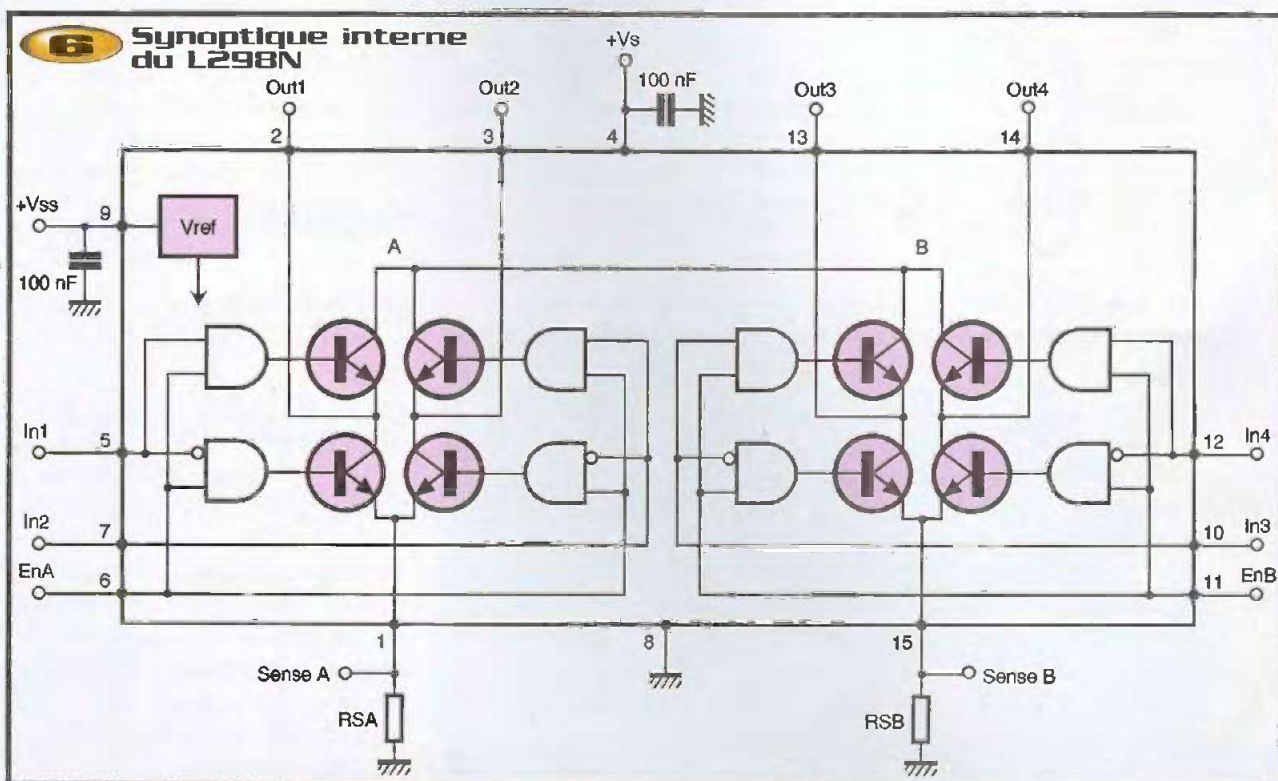 6
Synoptique interne
du L298N
+Vs
100 nF
Out1
Out2
Out3
Out4
2
3
4
13
14
+Vss
9
Vref
100 nF
A
B
In1
5
12
In4
In2
7
10
In3
EnA
6
11
EnB
1
8
15
Sense A
Sense B
RSA
RSB